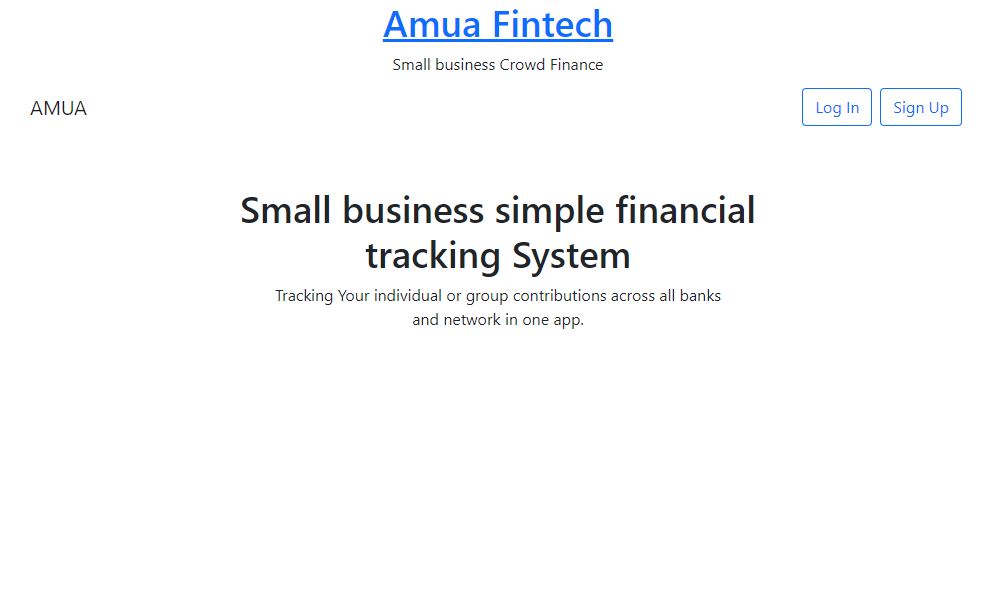 Amua Fintech
Small business Crowd Finance
AMUA
Log In
Sign Up
Small business simple financial
tracking System
Tracking Your individual or group contributions across all banks
and network in one app.